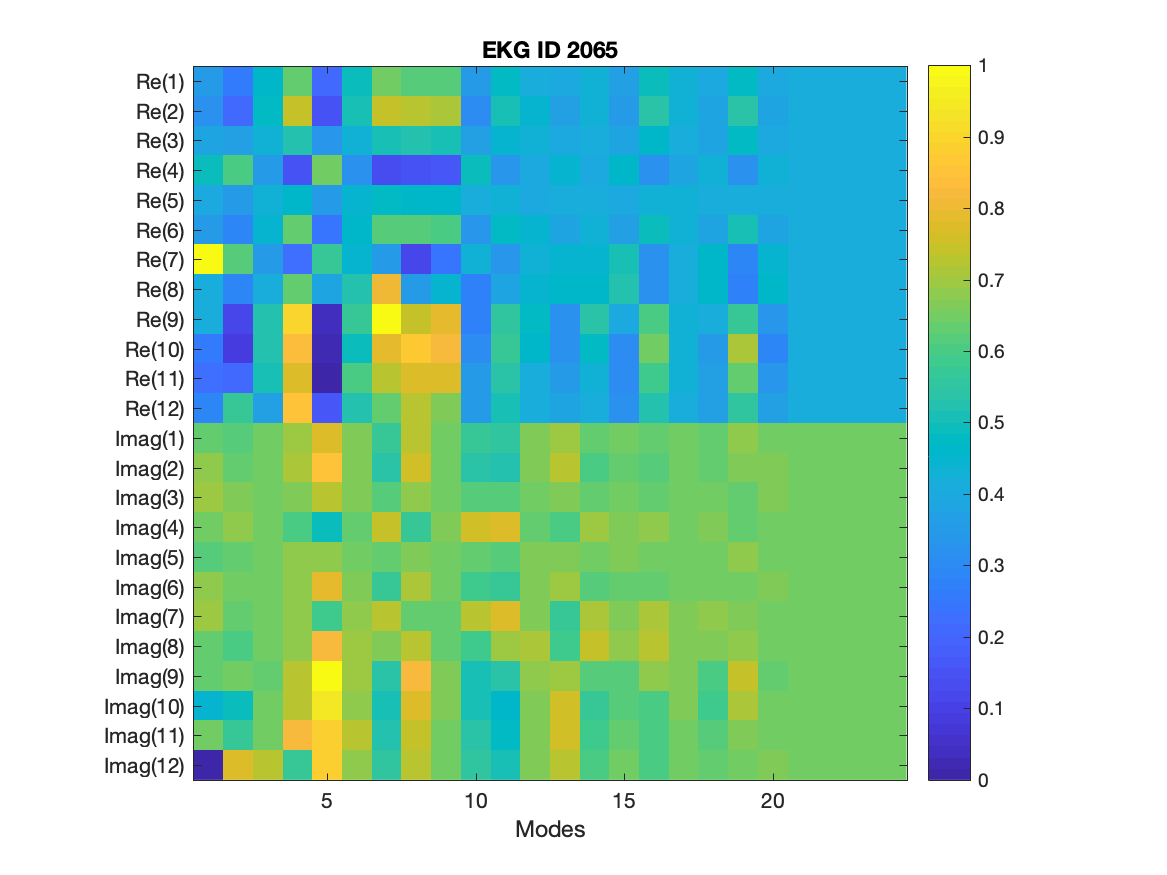 EKG ID 2065
Re(1)
Re(2)
Re(3)
Re(4)
Re(5)
Re(6)
Re(7)
Re(8)
Re(9)
Re(10)
Re(11)
Re(12)
Imag(1)
Imag(2)
Imag(3)
Imag(4)
Imag(5)
Imag(6)
Imag(7)
Imag(8)
Imag(9)
Imag(10)
Imag(11)
Imag(12)
5 10 15 20
Modes
1
0.9
0.8
0.7
0.6
0.5
0.4
0.3
0.2
0.1
0